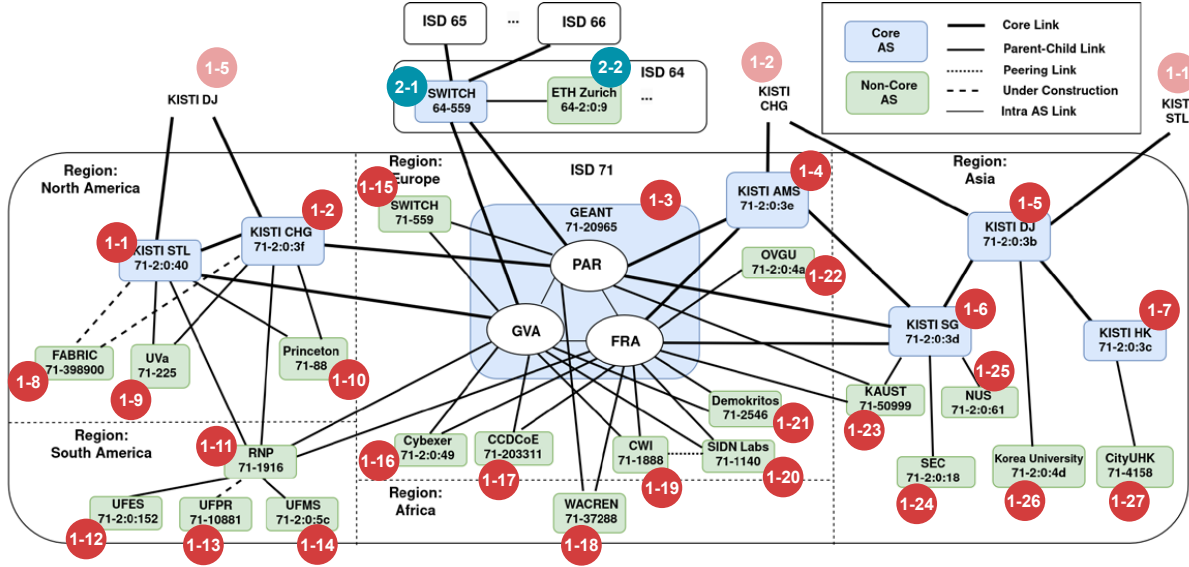 ISD 65
...
ISD 66
Core
AS
Non-Core
AS
Core Link
Parent-Child Link
Peering Link
Under Construction
Intra AS Link
1-5
KISTI DJ
2-1
SWITCH
64-559
2-2
ETH Zurich
64-2:0:9
ISD 64
...
1-2
KISTI
CHG
1-1
KISTI
STL
Region:
North America
1-1
KISTI STL
71-2:0:40
1-2
KISTI CHG
71-2:0:3f
1-8
FABRIC
71-398900
1-9
UVa
71-225
1-10
Princeton
71-88
Region:
South America
1-11
RNP
71-1916
1-12
UFES
71-2:0:152
1-13
UFPR
71-10881
1-14
UFMS
71-2:0:5c
Region:
Europe
ISD 71
1-15
SWITCH
71-559
1-3
GEANT
71-20965
PAR
GVA
FRA
1-4
KISTI AMS
71-2:0:3e
OVGU
71-2:0:4a
1-22
Demokritos
71-2546
1-21
1-16
Cybexer
71-2:0:49
CCDCoE
71-203311
1-17
CWI
71-1888
1-19
SIDN Labs
71-1140
1-20
Region:
Africa
WACREN
71-37288
1-18
Region:
Asia
1-5
KISTI DJ
71-2:0:3b
1-6
KISTI SG
71-2:0:3d
1-7
KISTI HK
71-2:0:3c
KAUST
71-50999
1-23
1-25
NUS
71-2:0:61
SEC
71-2:0:18
1-24
Korea University
71-2:0:4d
1-26
CityUHK
71-4158
1-27